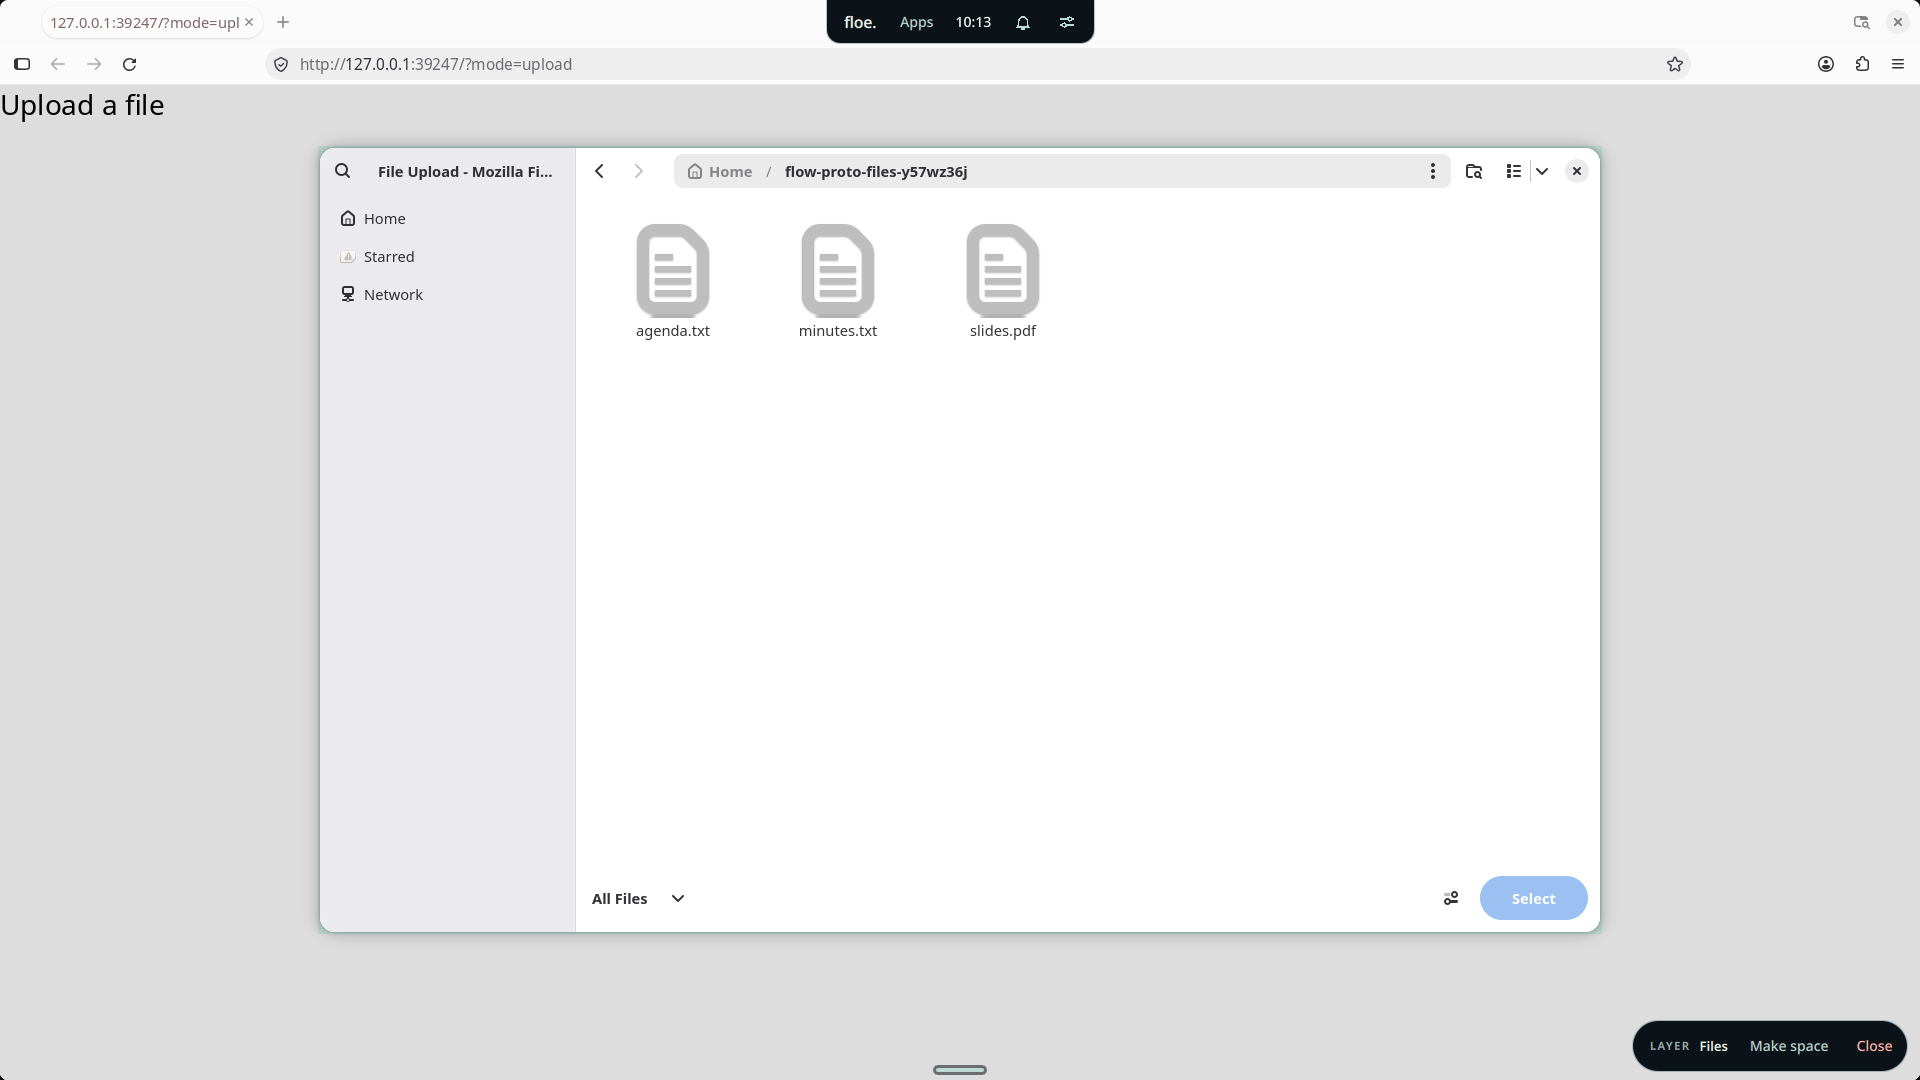 127.0.0.1:39247/?mode=upl
floe. Apps 10:13
http://127.0.0.1:39247/?mode=upload
Upload a file
File Upload - Mozilla Fi...
Home / flow-proto-files-y57wz36j
Home
Starred
Network
agenda.txt minutes.txt slides.pdf
All Files
Select
LAYER Files Make space Close